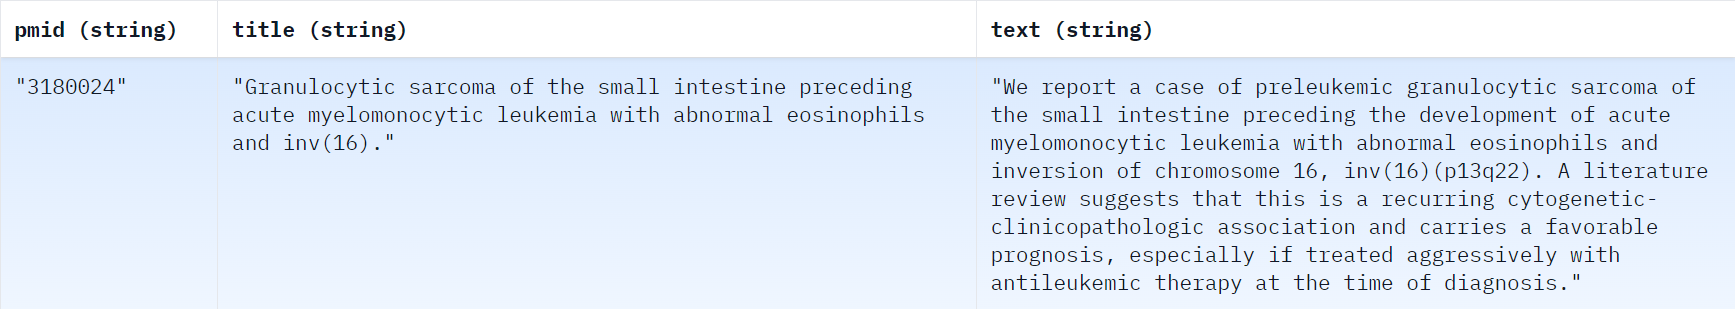 pmid (string) title (string) text (string)
"3180024"
"Granulocytic sarcoma of the small intestine preceding
acute myelomonocytic leukemia with abnormal eosinophils
and inv(16)."
"We report a case of preleukemic granulocytic sarcoma of
the small intestine preceding the development of acute
myelomonocytic leukemia with abnormal eosinophils and
inversion of chromosome 16, inv(16)(p13q22). A literature
review suggests that this is a recurring cytogenetic-
clinicopathologic association and carries a favorable
prognosis, especially if treated aggressively with
antileukemic therapy at the time of diagnosis."